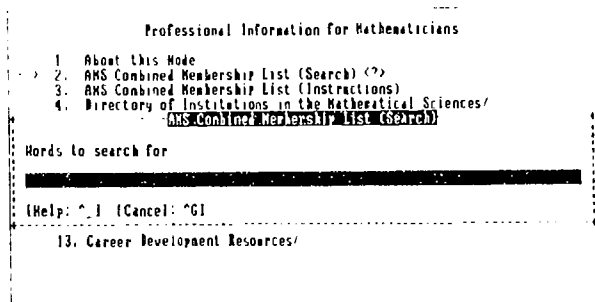 Professional Information for Mathematicians
1 About this Node
> 2. AMS Combined Membership List (Search) <?>
3. AMS Combined Membership List (Instructions)
4. Directory of Institutions in the Mathematical Sciences/
AMS Combined Membership List (Search)
Words to search for
[Help: ^_] [Cancel: ^G]
13. Career Development Resources/